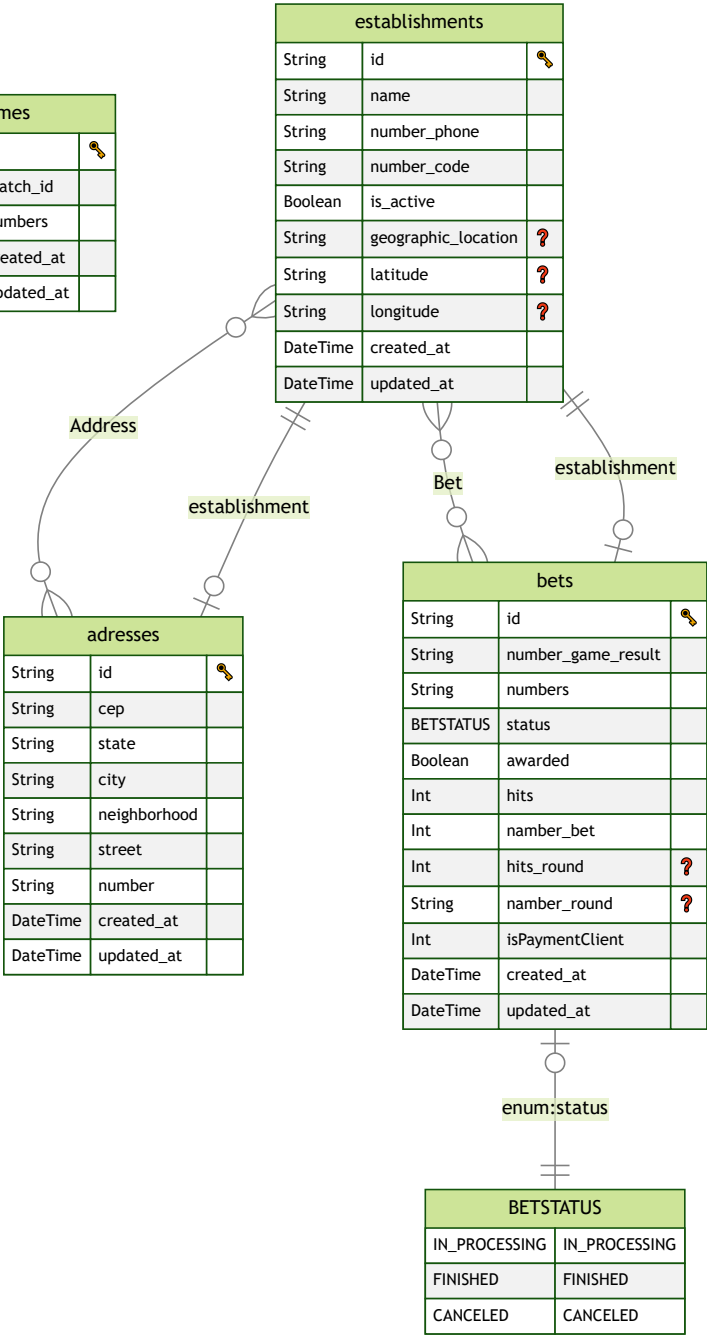 establishments
String id
String name
String number_phone
String number_code
Boolean is_active
String geographic_location ?
String latitude ?
String longitude ?
DateTime created_at
DateTime updated_at
mes
atch_id
umbers
eated_at
pdated_at
Address
establishment
Bet
establishment
adresses
String id
String cep
String state
String city
String neighborhood
String street
String number
DateTime created_at
DateTime updated_at
bets
String id
String number_game_result
String numbers
BETSTATUS status
Boolean awarded
Int hits
Int namber_bet
Int hits_round ?
String namber_round ?
Int isPaymentClient
DateTime created_at
DateTime updated_at
enum:status
BETSTATUS
IN_PROCESSING IN_PROCESSING
FINISHED FINISHED
CANCELED CANCELED